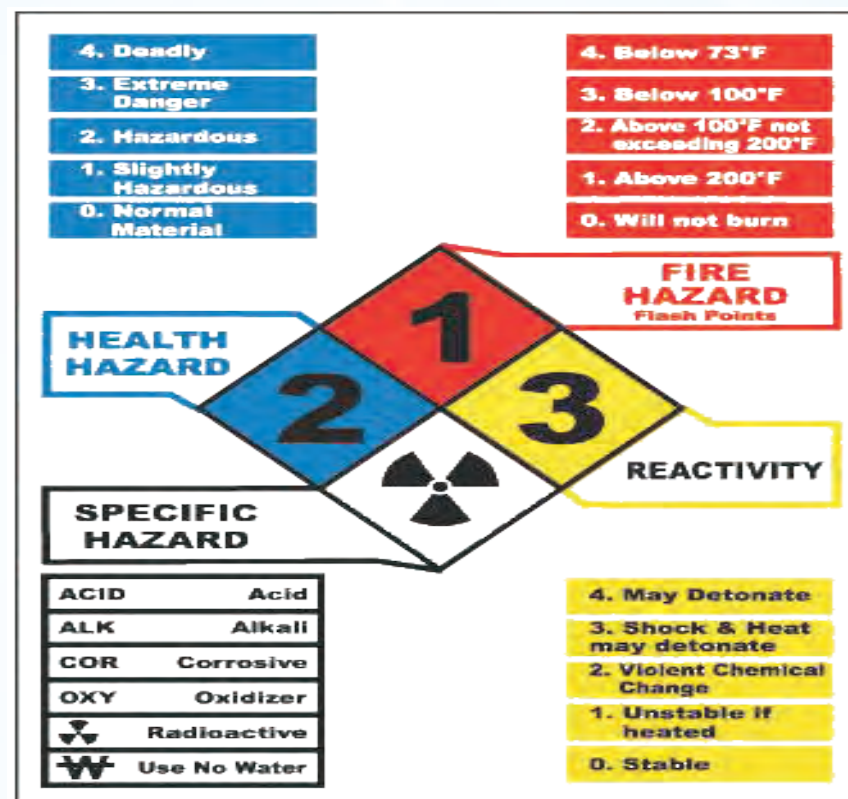 4. Deadly
3. Extreme
Danger
2. Hazardous
1. Slightly
Hazardous
0. Normal
Material
4. Below 73°F
3. Below 100°F
2. Above 100°F not
exceeding 200°F
1. Above 200°F
0. Will not burn
FIRE
HAZARD
Flash Points
HEALTH
HAZARD
1
2
3
REACTIVITY
SPECIFIC
HAZARD
ACID Acid
ALK Alkali
COR Corrosive
OXY Oxidizer
Radioactive
W Use No Water
4. May Detonate
3. Shock & Heat
may detonate
2. Violent Chemical
Change
1. Unstable if
heated
0. Stable